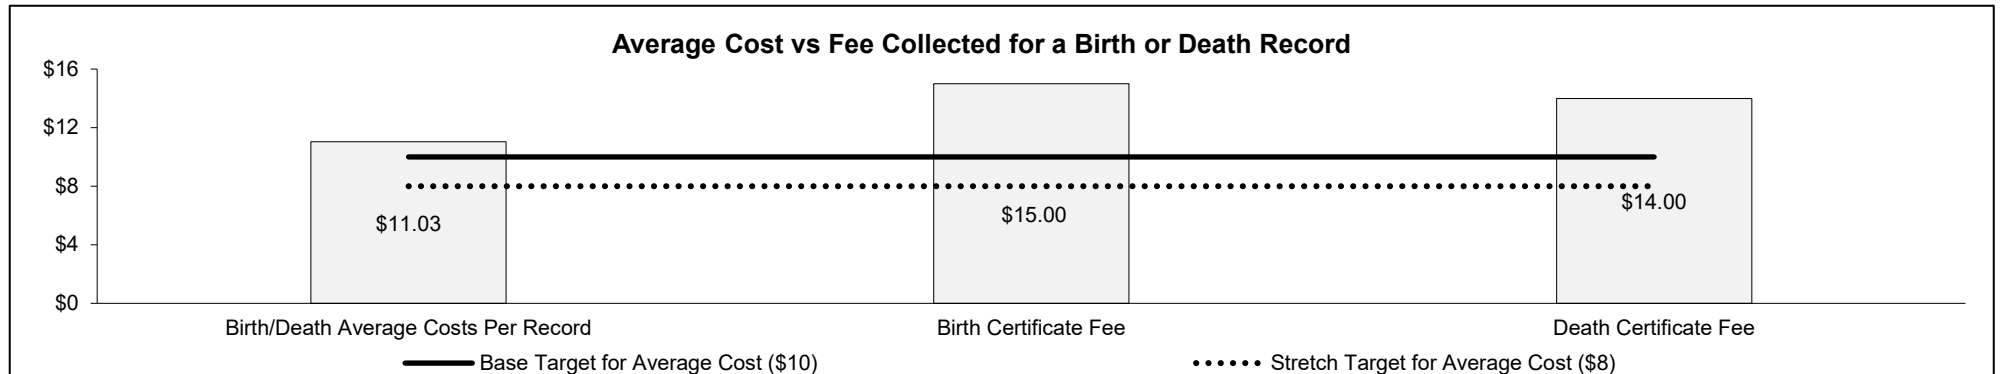 Average Cost vs Fee Collected for a Birth or Death Record
$16
$12
$8
$4
$0
$11.03
$15.00
$14.00
Birth/Death Average Costs Per Record
Birth Certificate Fee
Death Certificate Fee
Base Target for Average Cost ($10)
Stretch Target for Average Cost ($8)